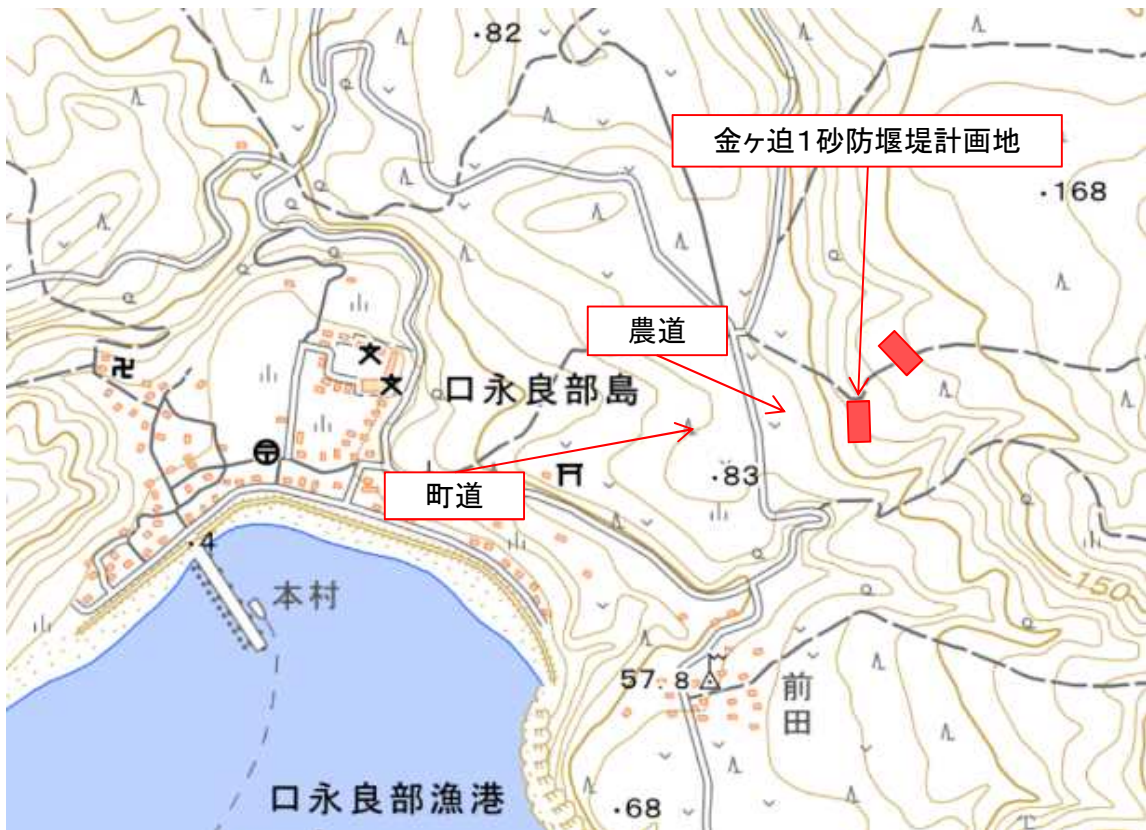 ・82
金ヶ迫1砂防堰堤計画地
・168
農道
口永良部島
・83
町道
・4
本村
150
57.8
前田
口永良部漁港
・68